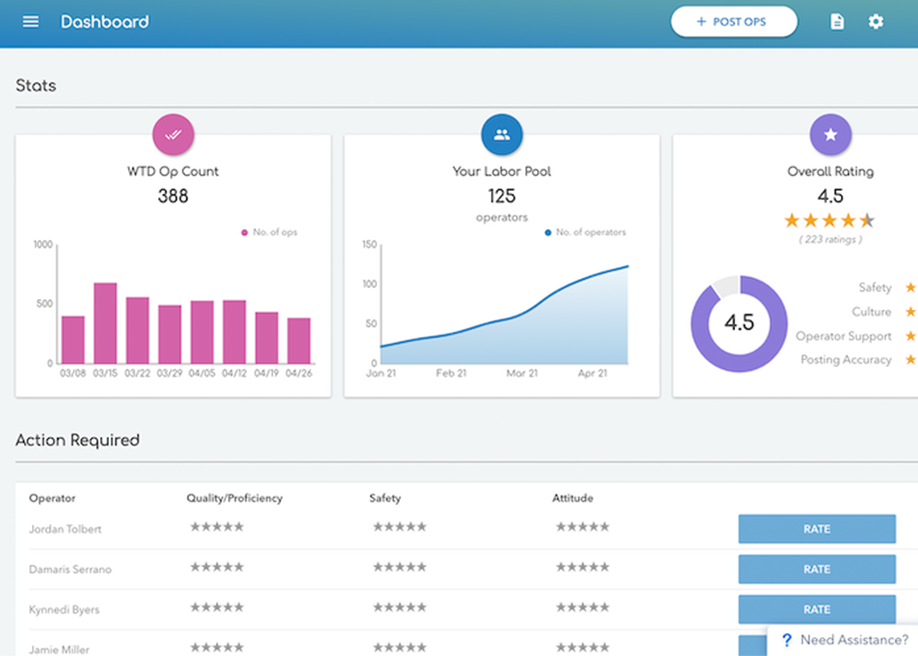 Dashboard
+ POST OPS
Stats
WTD Op Count
388
No. of ops
1000
500
0
03/08 03/15 03/22 03/29 04/05 04/12 04/19 04/26
Your Labor Pool
125
operators
No. of operators
150
100
50
0
Jan 21 Feb 21 Mar 21 Apr 21
Overall Rating
4.5
( 223 ratings )
4.5
Safety
Culture
Operator Support
Posting Accuracy
Action Required
Operator Quality/Proficiency Safety Attitude
Jordan Tolbert RATE
Damaris Serrano RATE
Kynnedi Byers RATE
Jamie Miller
? Need Assistance?